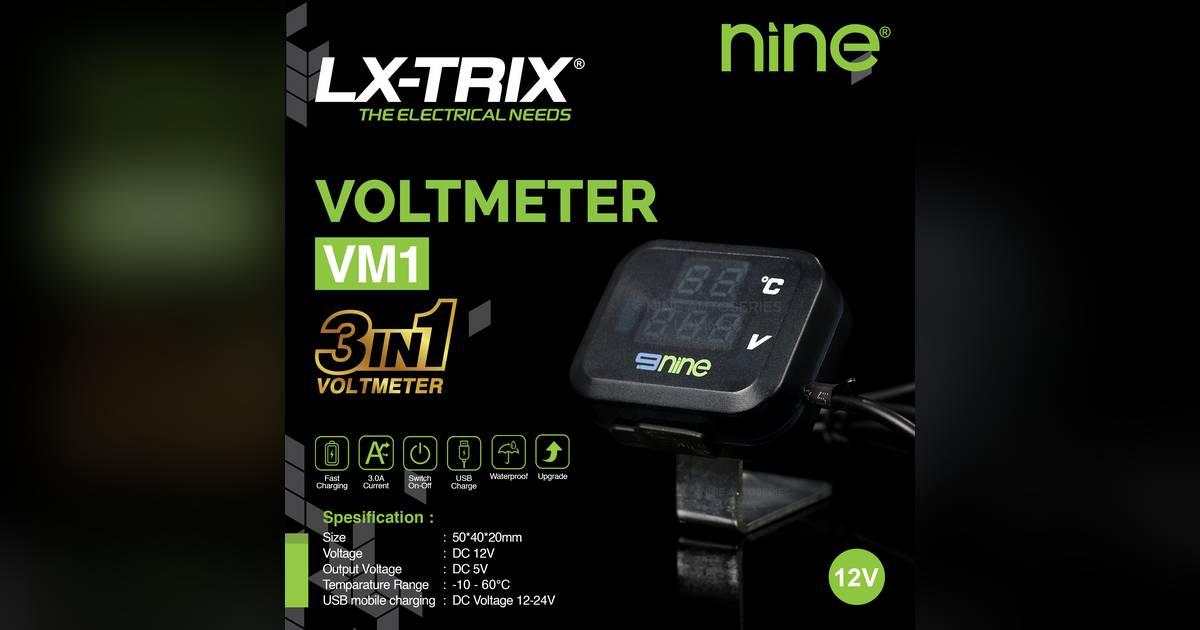 nine®
LX-TRIX®
THE ELECTRICAL NEEDS
VOLTMETER
VM1
3IN1
VOLTMETER
°C
V
9nine
Fast
Charging
3.0A
Current
Switch
On-Off
USB
Charge
Waterproof
Upgrade
Spesification :
Size : 50*40*20mm
Voltage : DC 12V
Output Voltage : DC 5V
Temparature Range : -10 - 60°C
USB mobile charging : DC Voltage 12-24V
12V